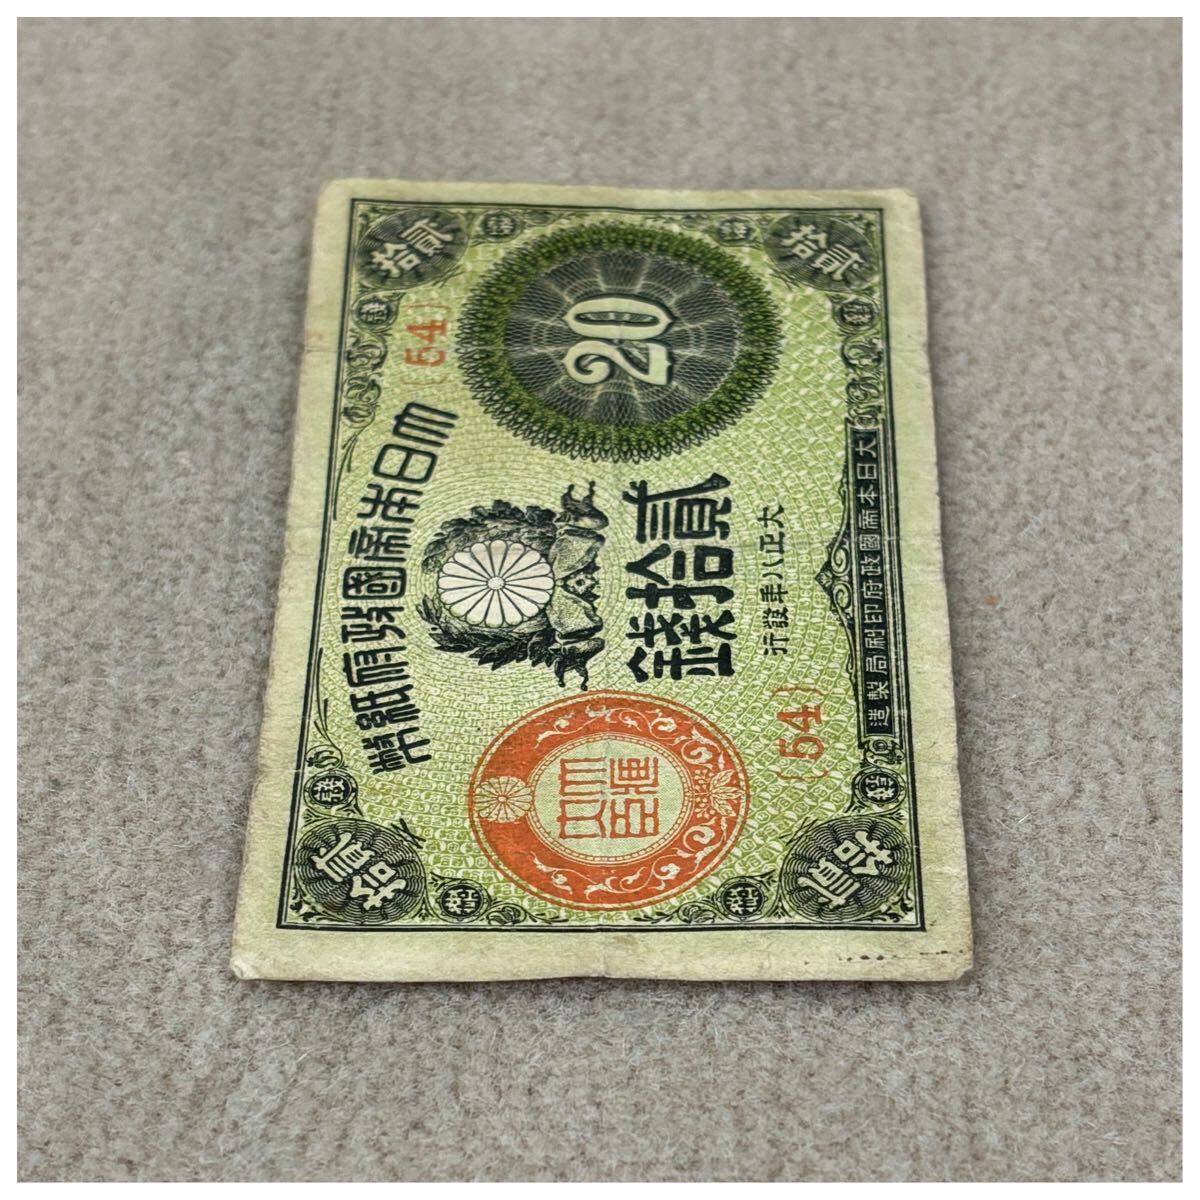 大日本帝國政府紙幣
貳拾
貳拾
20
(54)
貳拾錢
大正八年發行
(54)
大日本帝國政府印刷局製造
貳拾
貳拾